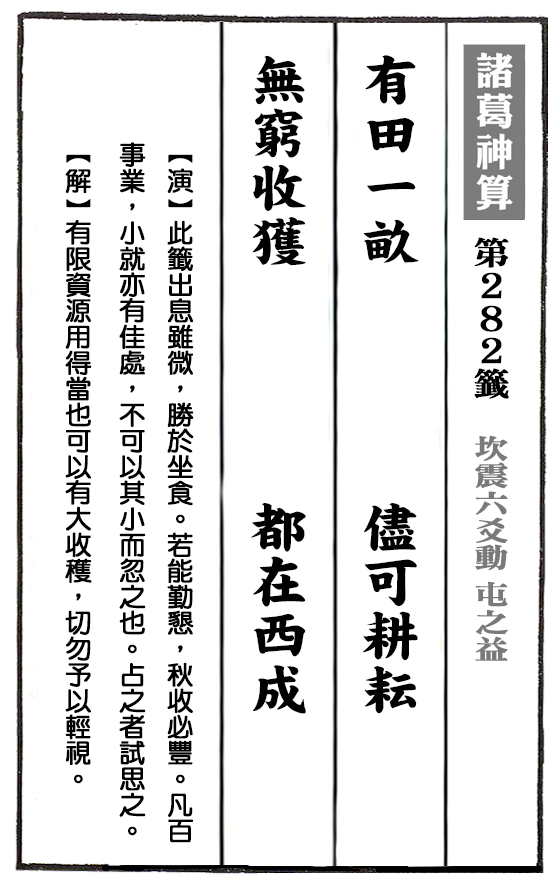 諸葛神算 第282籤 坎震六爻動 屯之益
有田一畝 儘可耕耘
無窮收獲 都在西成
【演】此籤出息雖微，勝於坐食。若能勤懇，秋收必豐。凡百
事業，小就亦有佳處，不可以其小而忽之也。占之者試思之。
【解】有限資源用得當也可以有大收穫，切勿予以輕視。